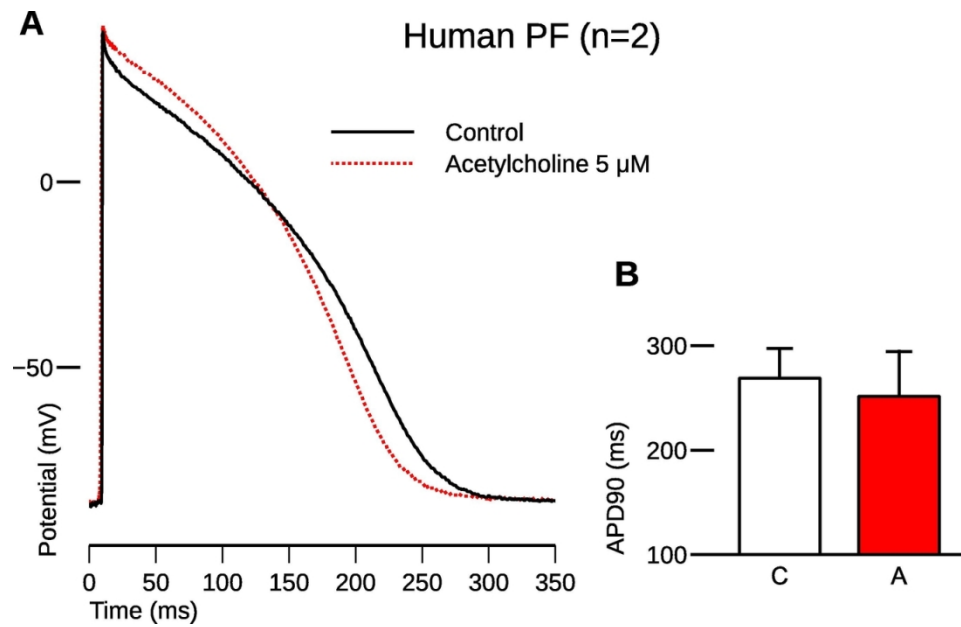 A
Human PF (n=2)
Control
Acetylcholine 5 µM
0
−50
Potential (mV)
0 50 100 150 200 250 300 350
Time (ms)
B
300
200
100
APD90 (ms)
C A